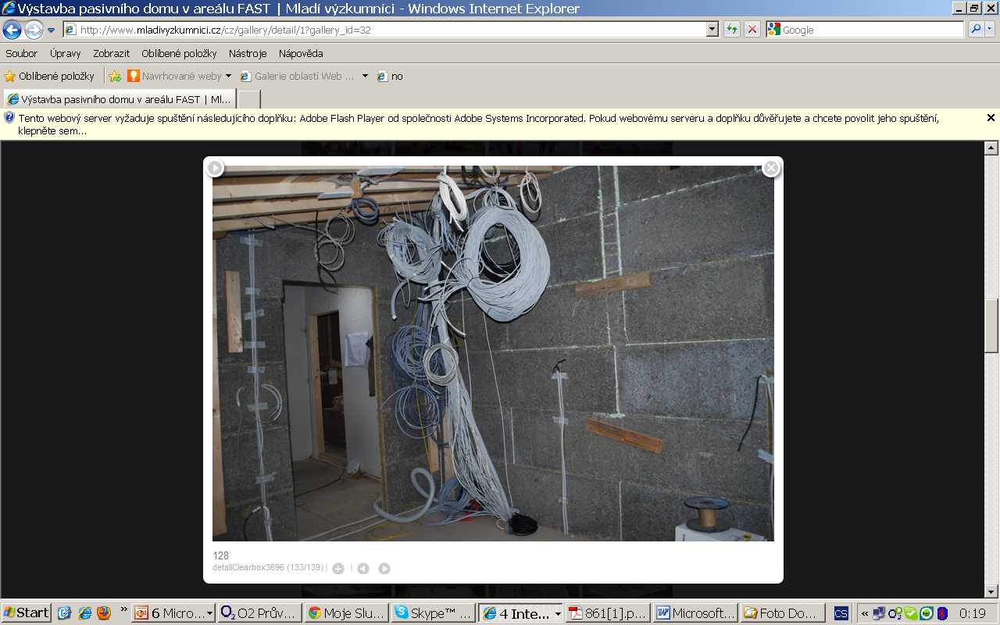 Výstavba pasivního domu v areálu FAST | Mladí výzkumníci - Windows Internet Explorer
http://www.mladivyzkumnici.cz/cz/gallery/detail/1?gallery_id=32
Google
Soubor Úpravy Zobrazit Oblíbené položky Nástroje Nápověda
Oblíbené položky Navrhované weby Galerie oblastí Web ... no
Výstavba pasivního domu v areálu FAST | Ml...
Tento webový server vyžaduje spuštění následujícího doplňku: Adobe Flash Player od společnosti Adobe Systems Incorporated. Pokud webovému serveru a doplňku důvěřujete a chcete povolit jeho spuštění,
klepněte sem...
128
detailClearbox3696 (133/139) | |
Start » 6 Micro... O2 Prův... Moje Slu... Skype™ ... 4 Inte... 861[1].p... Microsoft... Foto Do... CS « 0:19